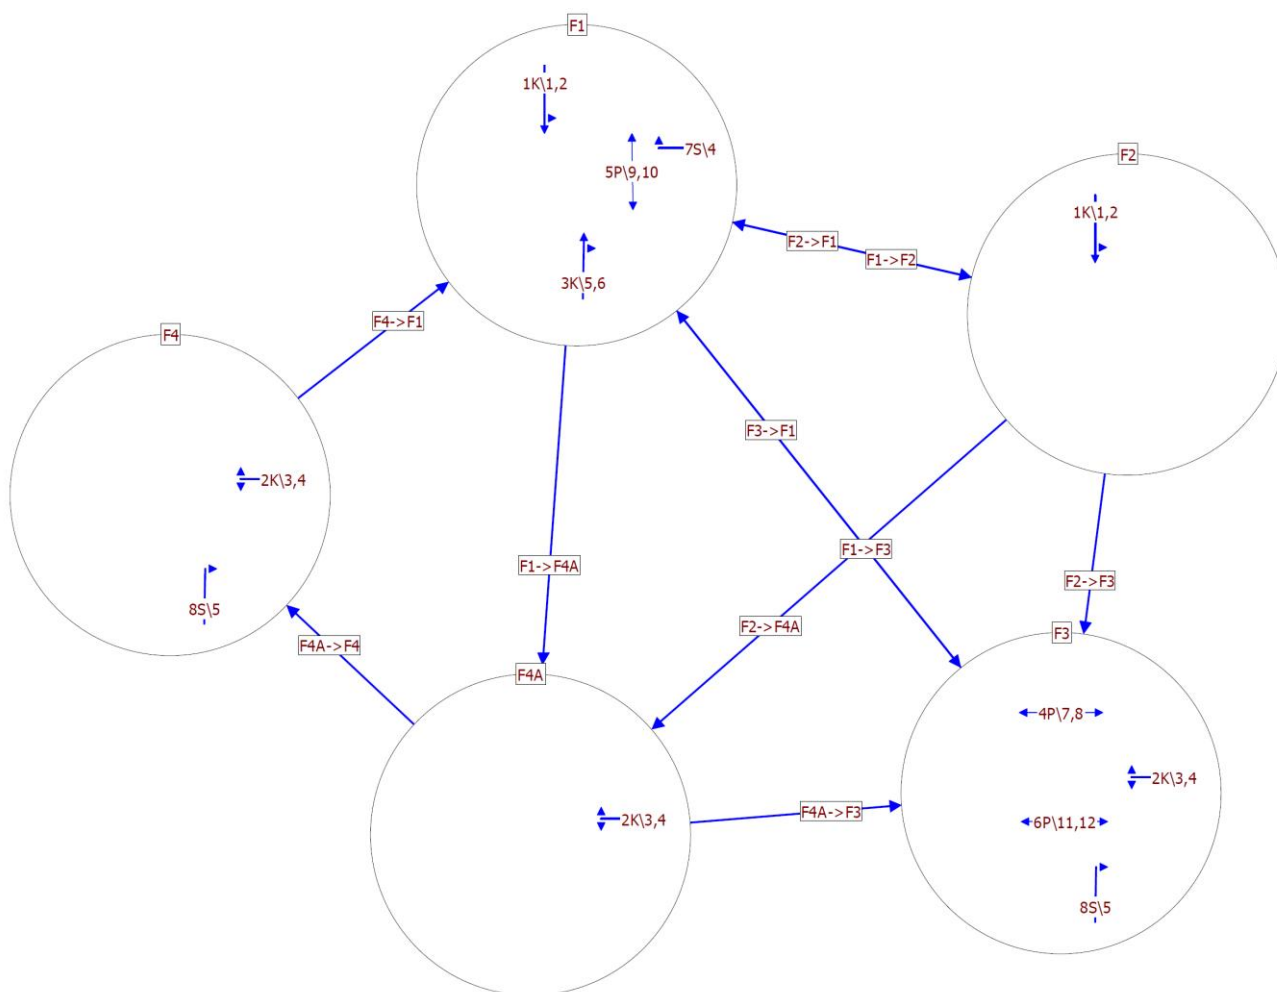 F1
1K\1,2
7S\4
5P\9,10
3K\5,6
F2
1K\1,2
F2->F1
F1->F2
F4->F1
F4
2K\3,4
8S\5
F3->F1
F1->F3
F1->F4A
F2->F3
F2->F4A
F4A->F4
F4A
2K\3,4
F4A->F3
F3
4P\7,8
2K\3,4
6P\11,12
8S\5